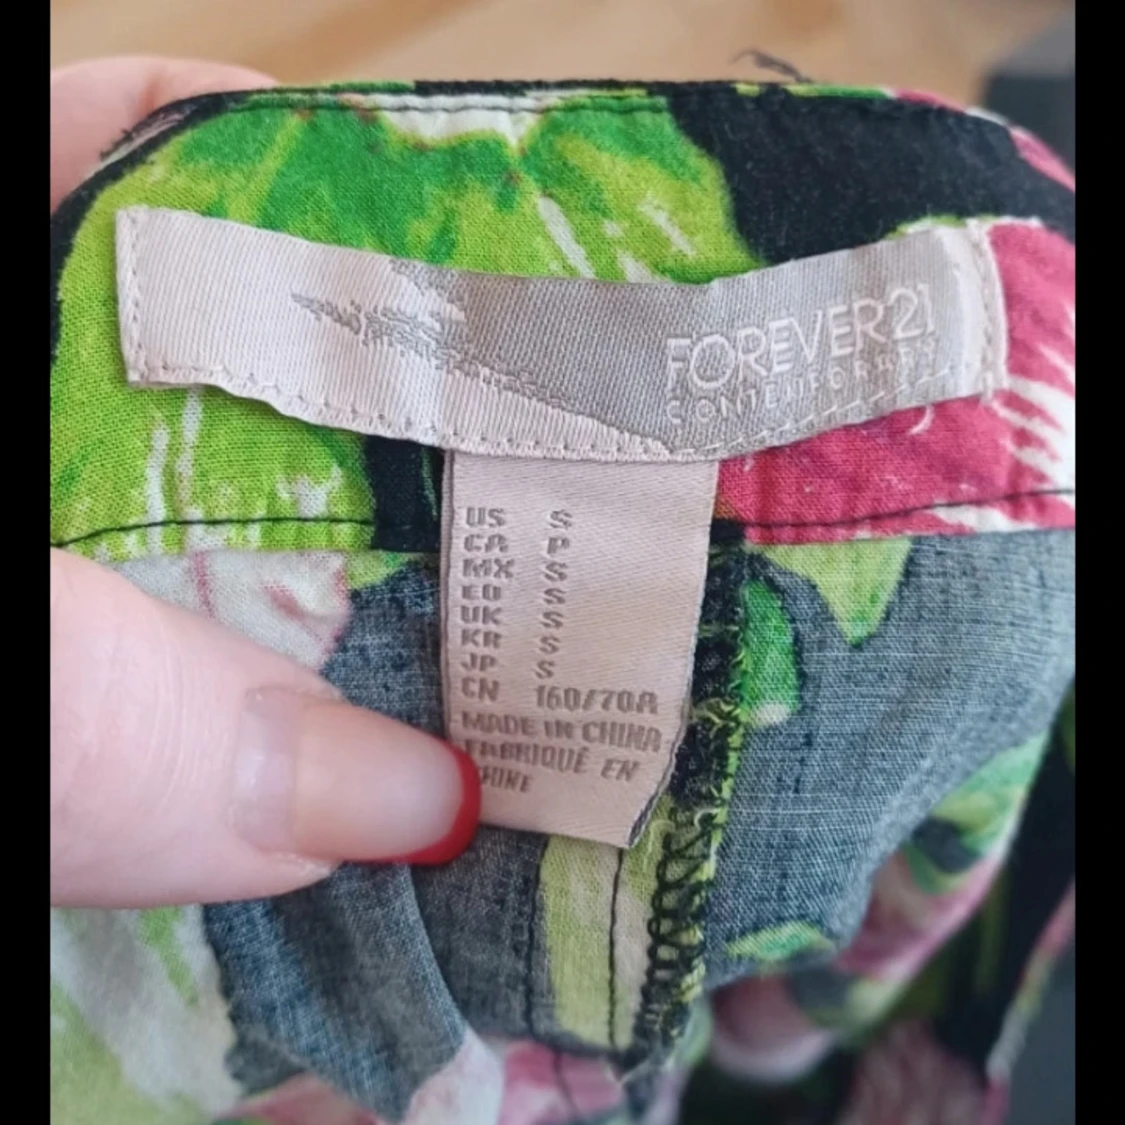 FOREVER 21
CONTEMPORARY
US S
CA P
MX S
EU S
UK S
KR S
JP S
CN 160/70A
MADE IN CHINA
FABRIQUÉ EN
CHINE